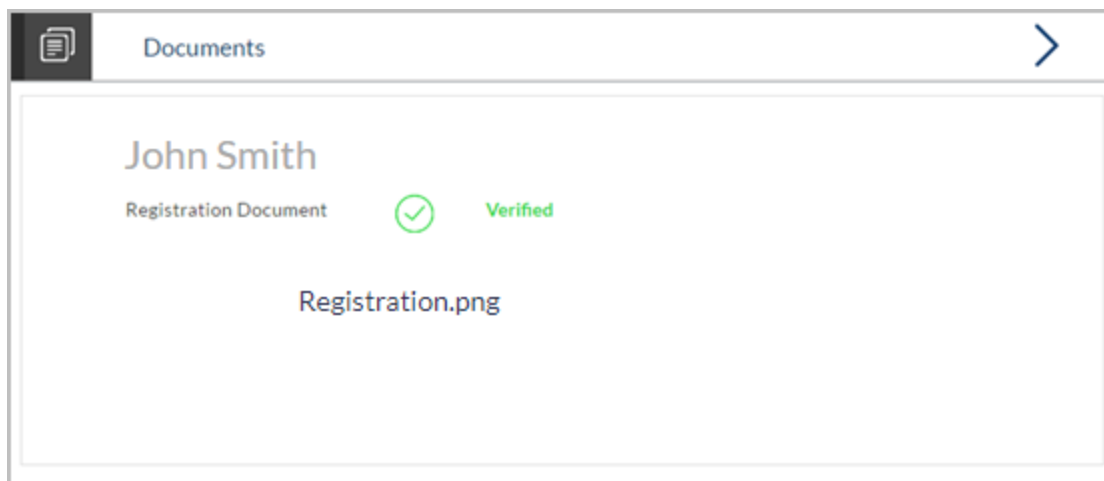 Documents
John Smith
Registration Document Verified
Registration.png